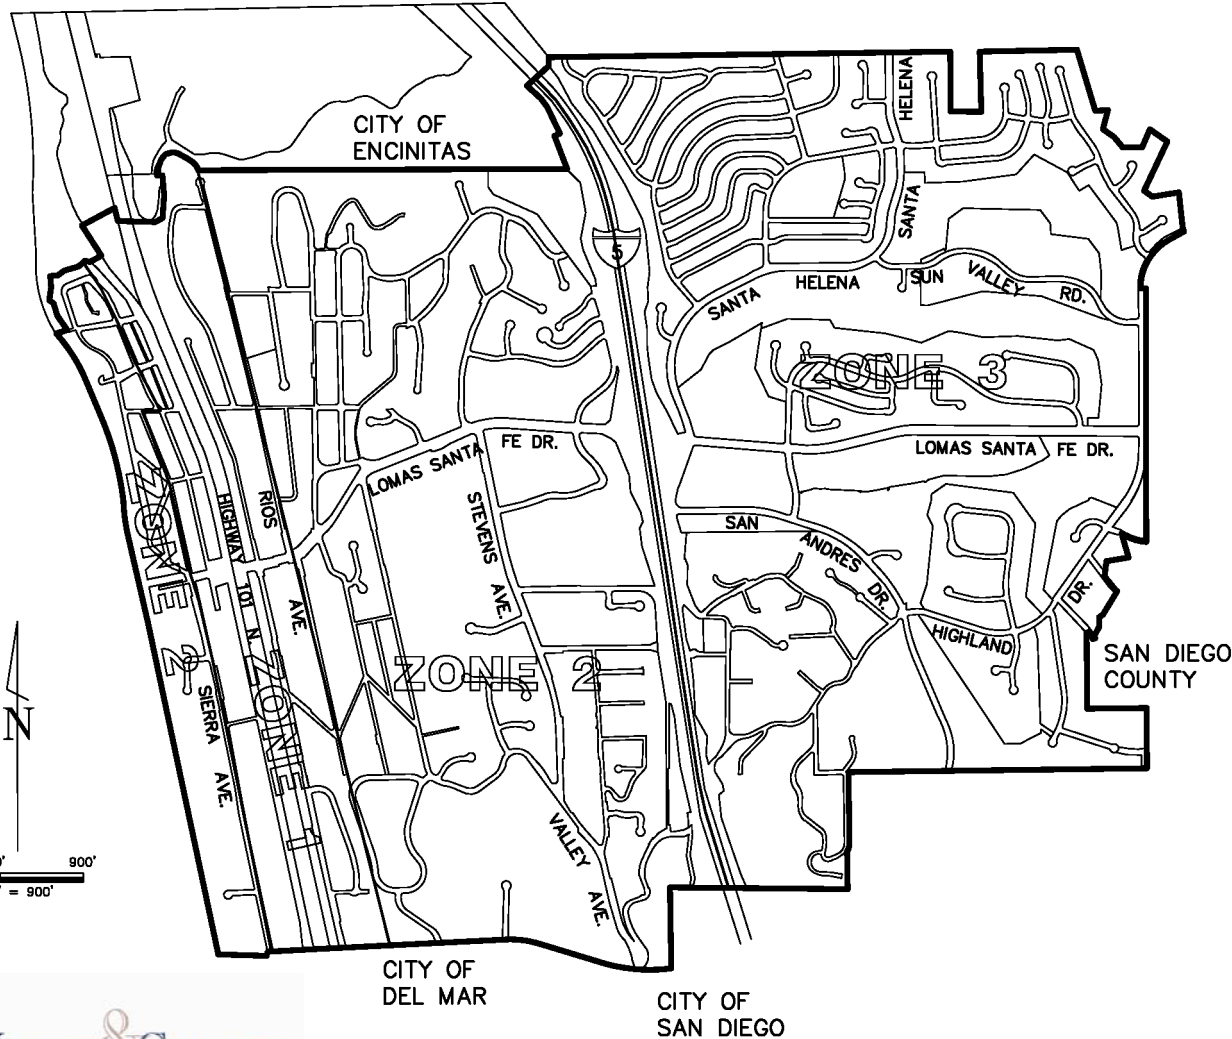 CITY OF
ENCINITAS
HELENA
SANTA
5
SANTA
HELENA
SUN
VALLEY
RD.
ZONE 3
LOMAS SANTA
FE DR.
LOMAS SANTA
FE DR.
ZONE 2
HIGHWAY
101
N
RIOS
AVE.
STEVENS
AVE.
SAN
ANDRES
DR.
HIGHLAND
DR.
SAN DIEGO
COUNTY
ZONE 2
SIERRA
AVE.
ZONE 1
VALLEY
AVE.
N
900'
= 900'
CITY OF
DEL MAR
CITY OF
SAN DIEGO
&